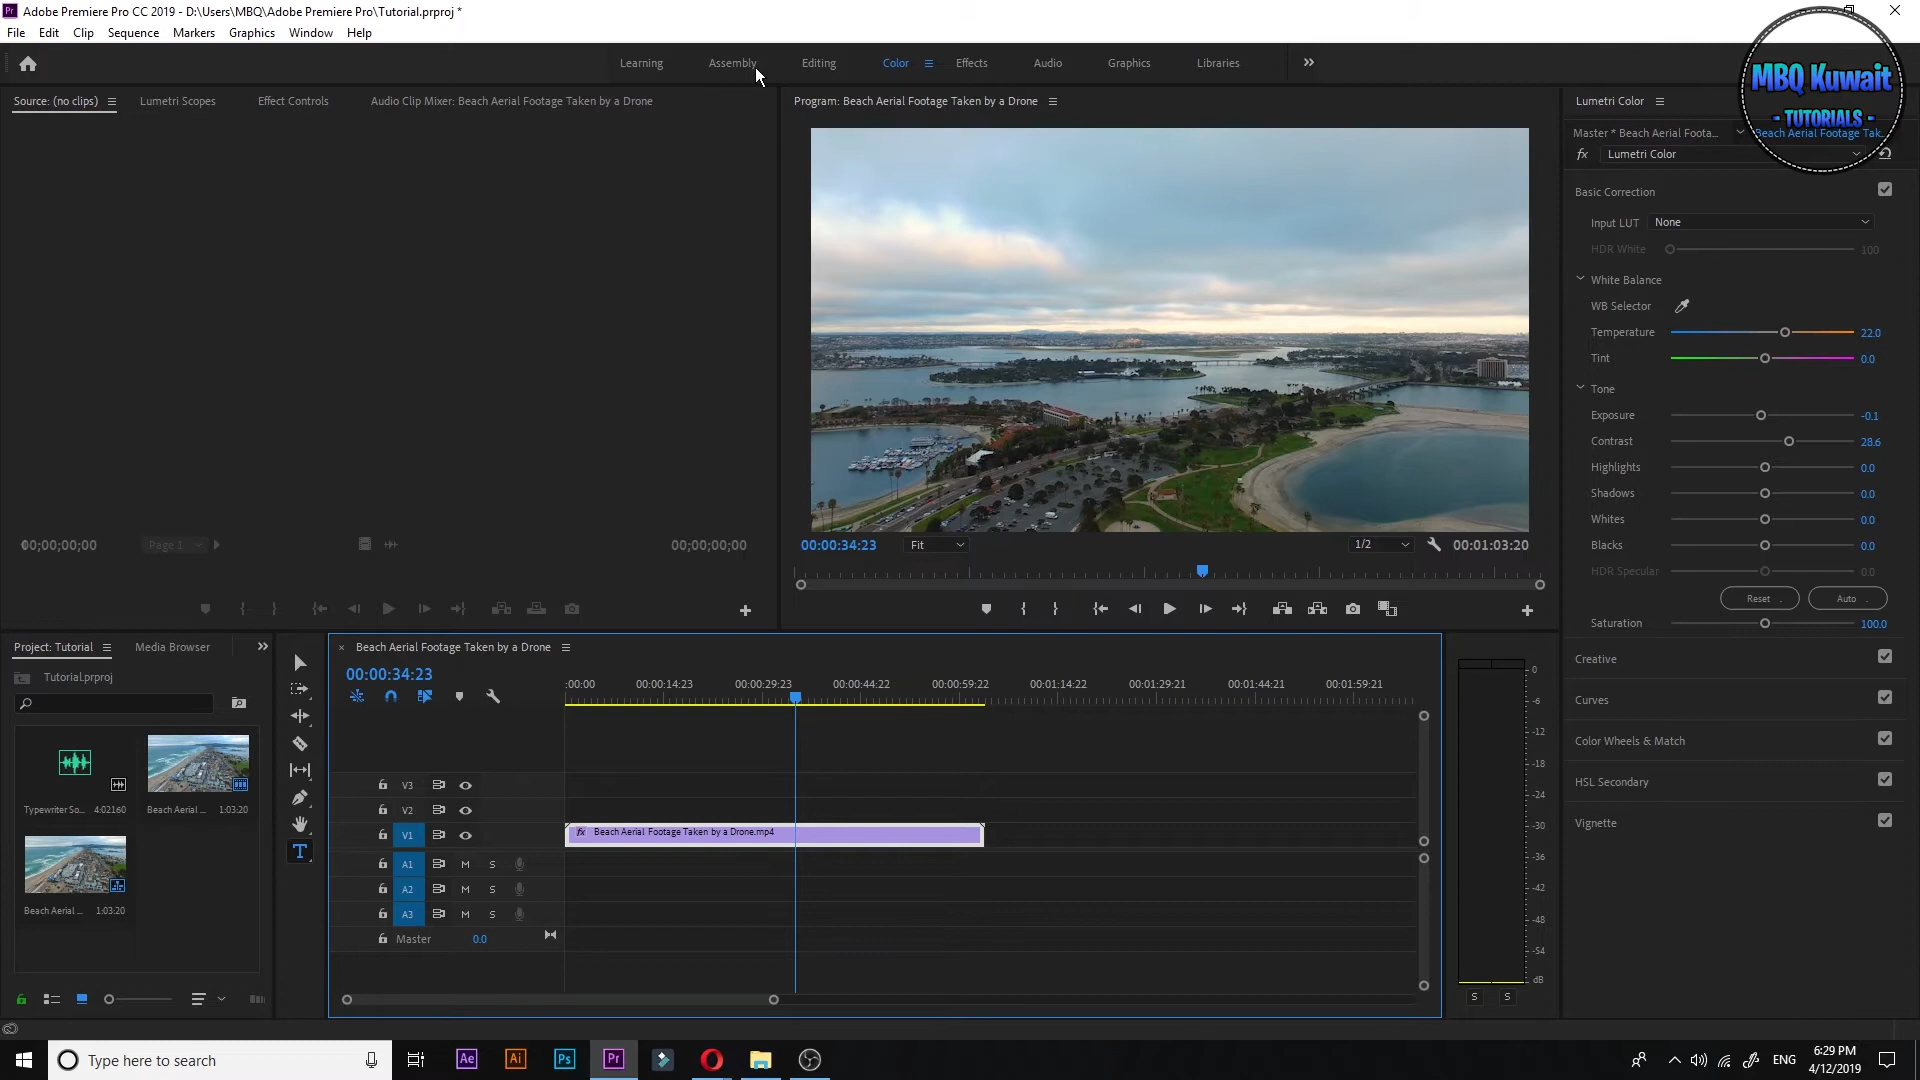 Pr Adobe Premiere Pro CC 2019 - D:\Users\MBQ\Adobe Premiere Pro\Tutorial.prproj *
File Edit Clip Sequence Markers Graphics Window Help
Learning Assembly Editing Color Effects Audio Graphics Libraries
MBQ Kuwait
- TUTORIALS -
Source: (no clips) Lumetri Scopes Effect Controls Audio Clip Mixer: Beach Aerial Footage Taken by a Drone
Program: Beach Aerial Footage Taken by a Drone
Lumetri Color
Master * Beach Aerial Foota... Beach Aerial Footage Tak...
fx Lumetri Color
Basic Correction
Input LUT None
HDR White 100
White Balance
WB Selector
Temperature 22.0
Tint 0.0
Tone
Exposure -0.1
Contrast 28.6
Highlights 0.0
Shadows 0.0
Whites 0.0
Blacks 0.0
HDR Specular 0.0
Reset Auto
Saturation 100.0
Creative
Curves
Color Wheels & Match
HSL Secondary
Vignette
00;00;00;00 Page 1 00;00;00;00
00:00:34:23 Fit 1/2 00:01:03:20
Project: Tutorial Media Browser
Tutorial.prproj
Typewriter So... 4:02160 Beach Aerial ... 1:03:20
Beach Aerial ... 1:03:20
× Beach Aerial Footage Taken by a Drone
00:00:34:23
:00:00 00:00:14:23 00:00:29:23 00:00:44:22 00:00:59:22 00:01:14:22 00:01:29:21 00:01:44:21 00:01:59:21
V3
V2
V1 fx Beach Aerial Footage Taken by a Drone.mp4
A1 M S
A2 M S
A3 M S
Master 0.0
0
-6
-12
-18
-24
-30
-36
-42
-48
-54
dB
S S
Type here to search Ae Ai Ps Pr ENG 6:29 PM
4/12/2019